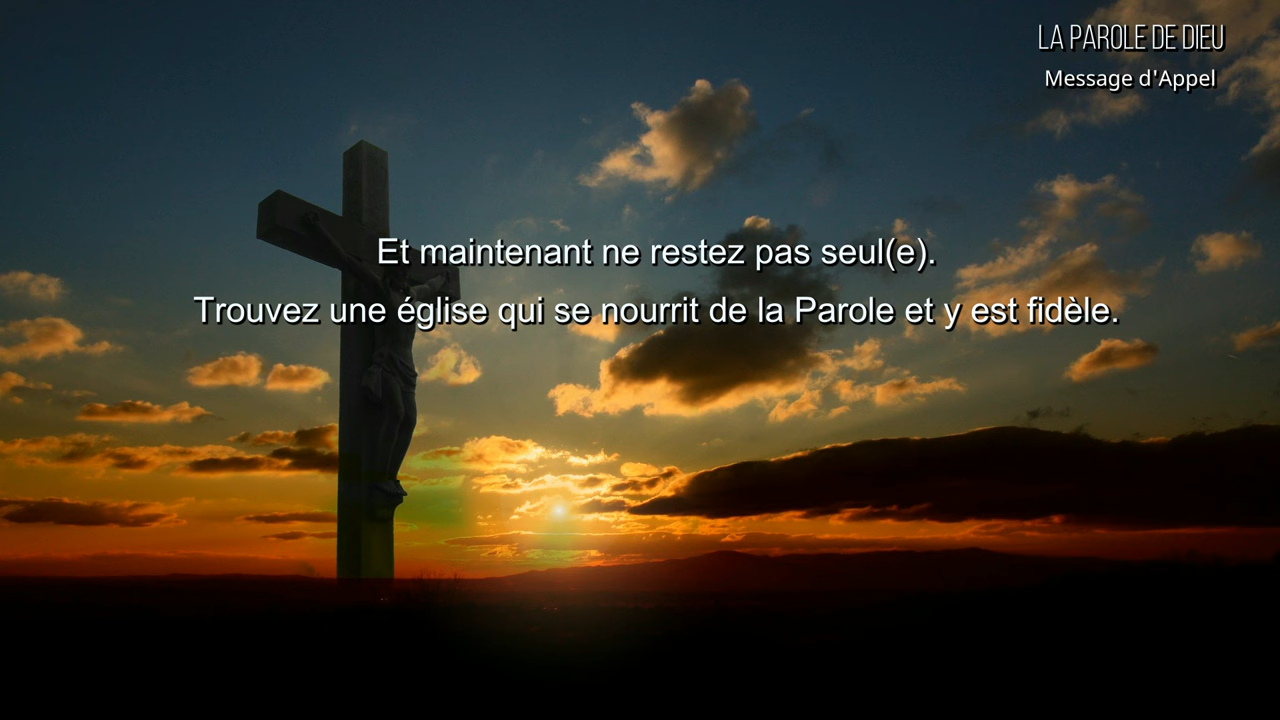 LA PAROLE DE DIEU
Message d'Appel
Et maintenant ne restez pas seul(e).
Trouvez une église qui se nourrit de la Parole et y est fidèle.